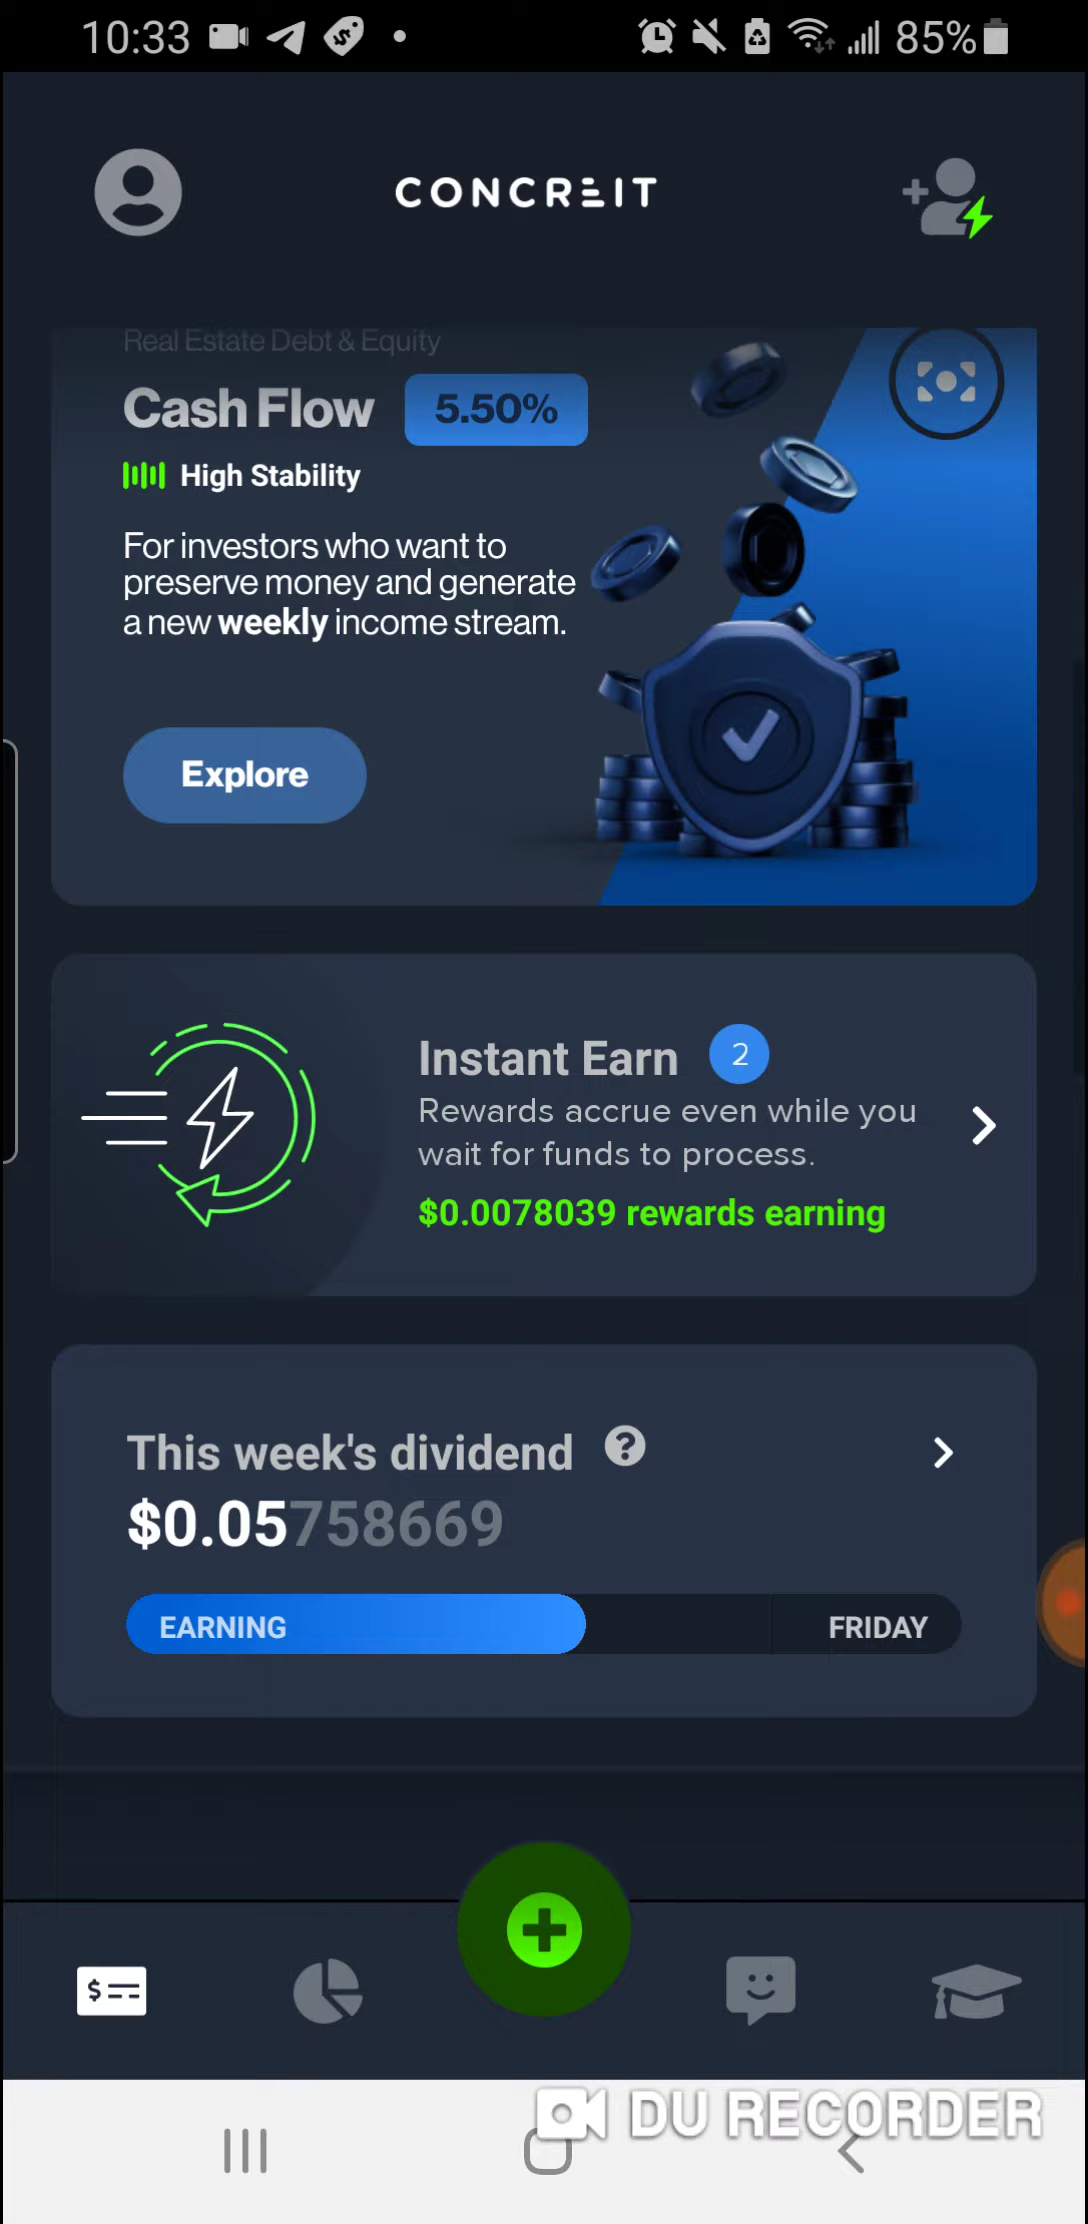 10:33
85%
CONCREIT
Real Estate Debt & Equity
Cash Flow 5.50%
High Stability
For investors who want to
preserve money and generate
a new weekly income stream.
Explore
Instant Earn 2
Rewards accrue even while you
wait for funds to process.
$0.0078039 rewards earning
This week's dividend ?
$0.05758669
EARNING
FRIDAY
DU RECORDER